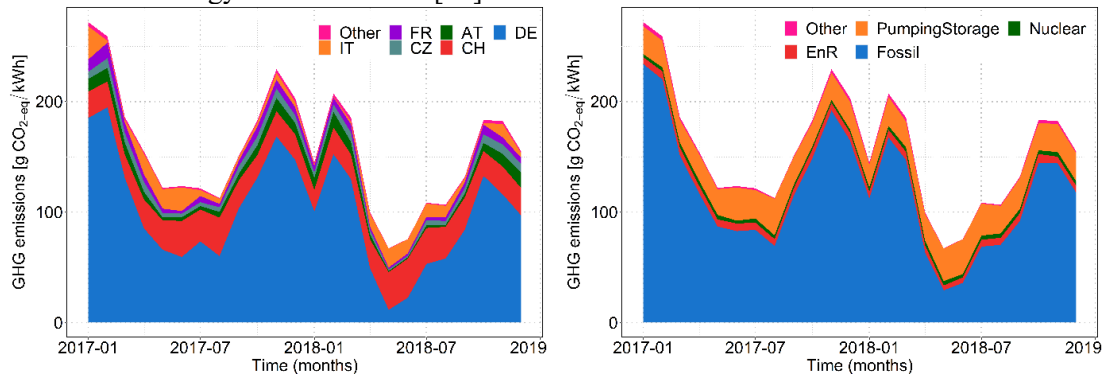 GHG emissions [g CO2-eq/ kWh]
200
100
0
Other FR AT DE
IT CZ CH
2017-01 2017-07 2018-01 2018-07 2019
Time (months)
GHG emissions [g CO2-eq/ kWh]
200
100
0
Other PumpingStorage Nuclear
EnR Fossil
2017-01 2017-07 2018-01 2018-07 2019-01
Time (months)